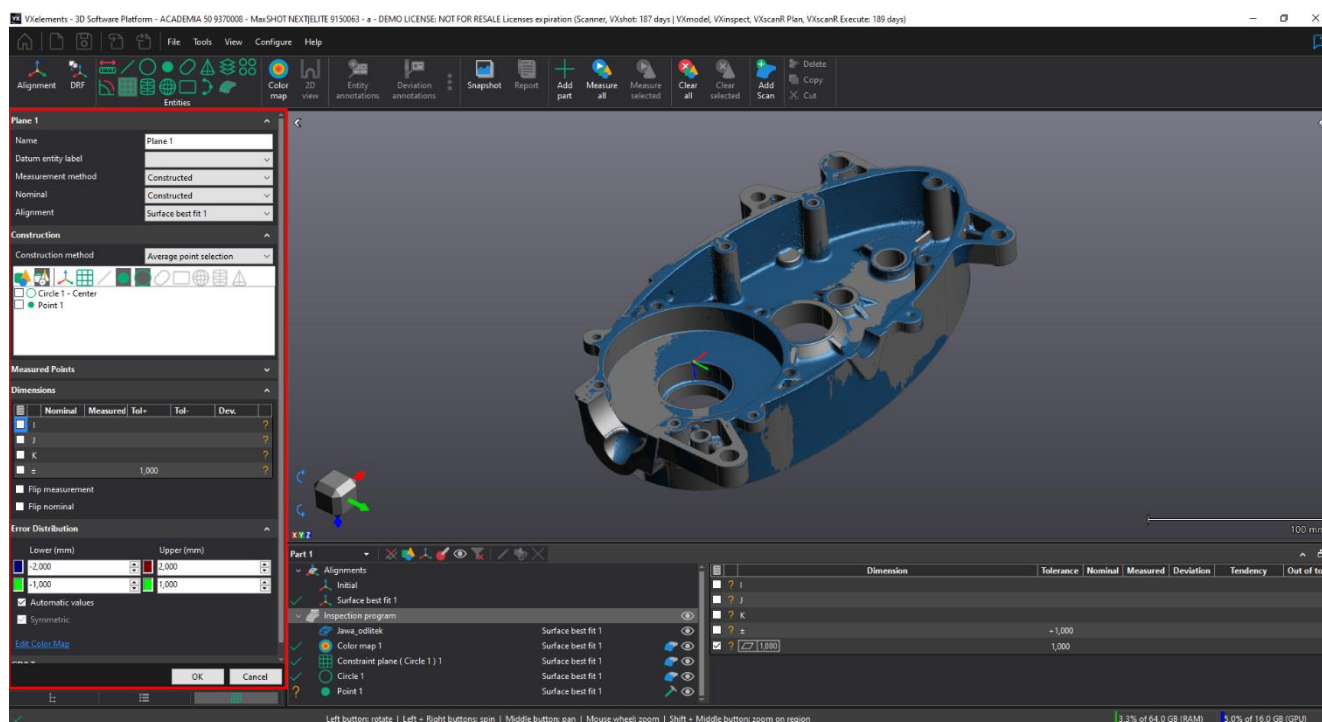 VXelements - 3D Software Platform - ACADEMIA 50 9370008 - MaxSHOT NEXT|ELITE 9150063 - a - DEMO LICENSE: NOT FOR RESALE Licenses expiration (Scanner, VXshot: 187 days | VXmodel, VXinspect, VXscanR Plan, VXscanR Execute: 189 days)
File Tools View Configure Help
Alignment DRF Entities
Color map
2D view
Entity annotations
Deviation annotations
Snapshot
Report
Add part
Measure all
Measure selected
Clear all
Clear selected
Add Scan
Delete
Copy
Cut
Plane 1
Name Plane 1
Datum entity label
Measurement method Constructed
Nominal Constructed
Alignment Surface best fit 1
Construction
Construction method Average point selection
Circle 1 - Center
Point 1
Measured Points
Dimensions
Nominal Measured Tol+ Tol- Dev.
I ?
J ?
K ?
± 1,000 ?
Flip measurement
Flip nominal
Error Distribution
Lower (mm) Upper (mm)
-2,000 2,000
-1,000 1,000
Automatic values
Symmetric
Edit Color Map
OK Cancel
X Y Z
100 mm
Part 1
Alignments
Initial
Surface best fit 1
Inspection program
Jawa_odlitek Surface best fit 1
Color map 1 Surface best fit 1
Constraint plane ( Circle 1 ) 1 Surface best fit 1
Circle 1 Surface best fit 1
? Point 1 Surface best fit 1
Dimension Tolerance Nominal Measured Deviation Tendency Out of to
? I
? J
? K
? ± ÷1,000
? 1,000 1,000
Left button: rotate | Left + Right buttons: spin | Middle button: pan | Mouse wheel: zoom | Shift + Middle button: zoom on region
3.3% of 64.0 GB (RAM) 5.0% of 16.0 GB (GPU)